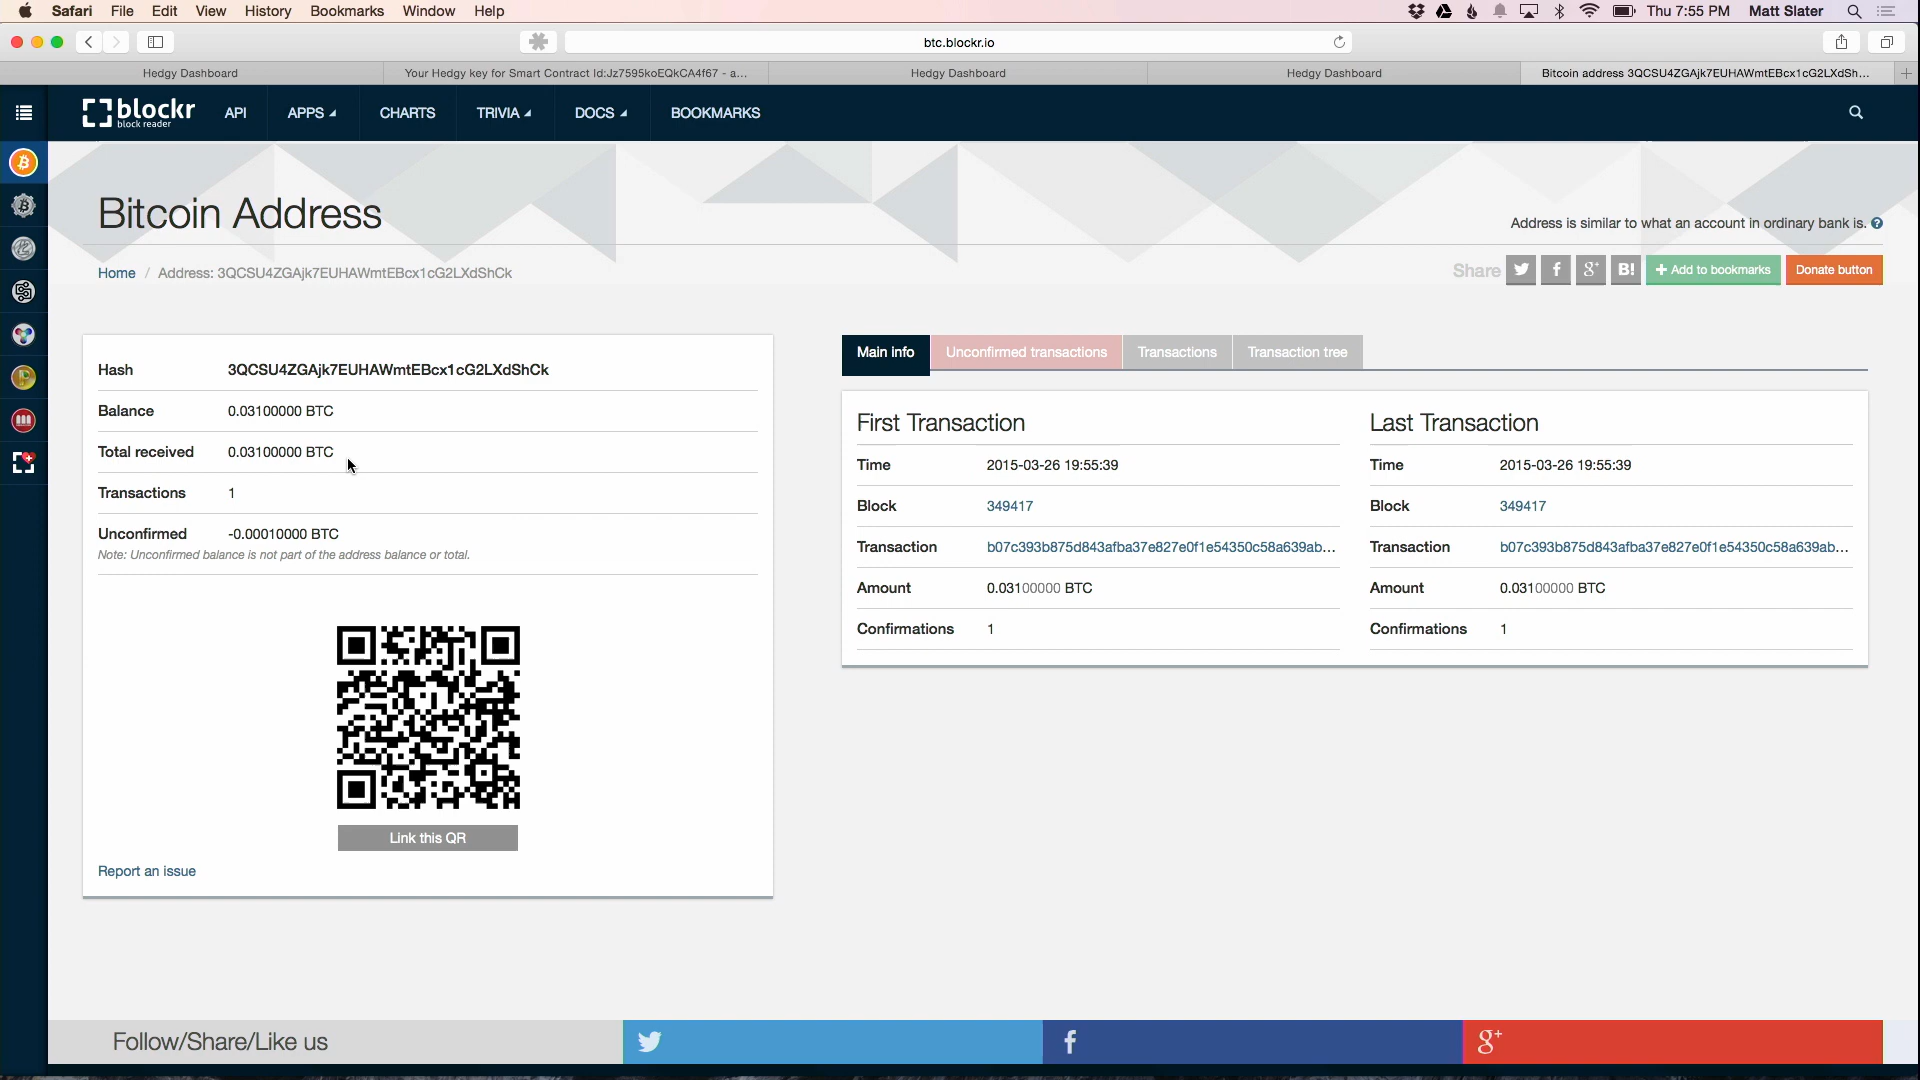 Safari File Edit View History Bookmarks Window Help Thu 7:55 PM Matt Slater
btc.blockr.io
Hedgy Dashboard Your Hedgy key for Smart Contract Id:Jz7595koEQkCA4f67 - a... Hedgy Dashboard Hedgy Dashboard Bitcoin address 3QCSU4ZGAjk7EUHAWmtEBcx1cG2LXdSh...
blockr API APPS CHARTS TRIVIA DOCS BOOKMARKS
block reader
Bitcoin Address
Address is similar to what an account in ordinary bank is. ?
Home / Address: 3QCSU4ZGAjk7EUHAWmtEBcx1cG2LXdShCk
Share f g+ B! + Add to bookmarks Donate button
Hash 3QCSU4ZGAjk7EUHAWmtEBcx1cG2LXdShCk
Balance 0.03100000 BTC
Total received 0.03100000 BTC
Transactions 1
Unconfirmed -0.00010000 BTC
Note: Unconfirmed balance is not part of the address balance or total.
Link this QR
Report an issue
Main info Unconfirmed transactions Transactions Transaction tree
First Transaction
Time 2015-03-26 19:55:39
Block 349417
Transaction b07c393b875d843afba37e827e0f1e54350c58a639ab...
Amount 0.03100000 BTC
Confirmations 1
Last Transaction
Time 2015-03-26 19:55:39
Block 349417
Transaction b07c393b875d843afba37e827e0f1e54350c58a639ab...
Amount 0.03100000 BTC
Confirmations 1
Follow/Share/Like us f g+